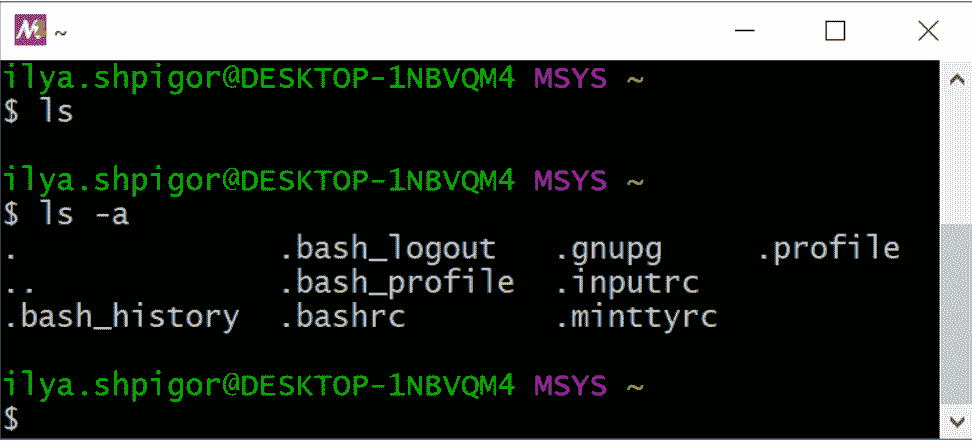 ~
ilya.shpigor@DESKTOP-1NBVQM4 MSYS ~
$ ls
ilya.shpigor@DESKTOP-1NBVQM4 MSYS ~
$ ls -a
. .bash_logout .gnupg .profile
.. .bash_profile .inputrc
.bash_history .bashrc .minttyrc
ilya.shpigor@DESKTOP-1NBVQM4 MSYS ~
$